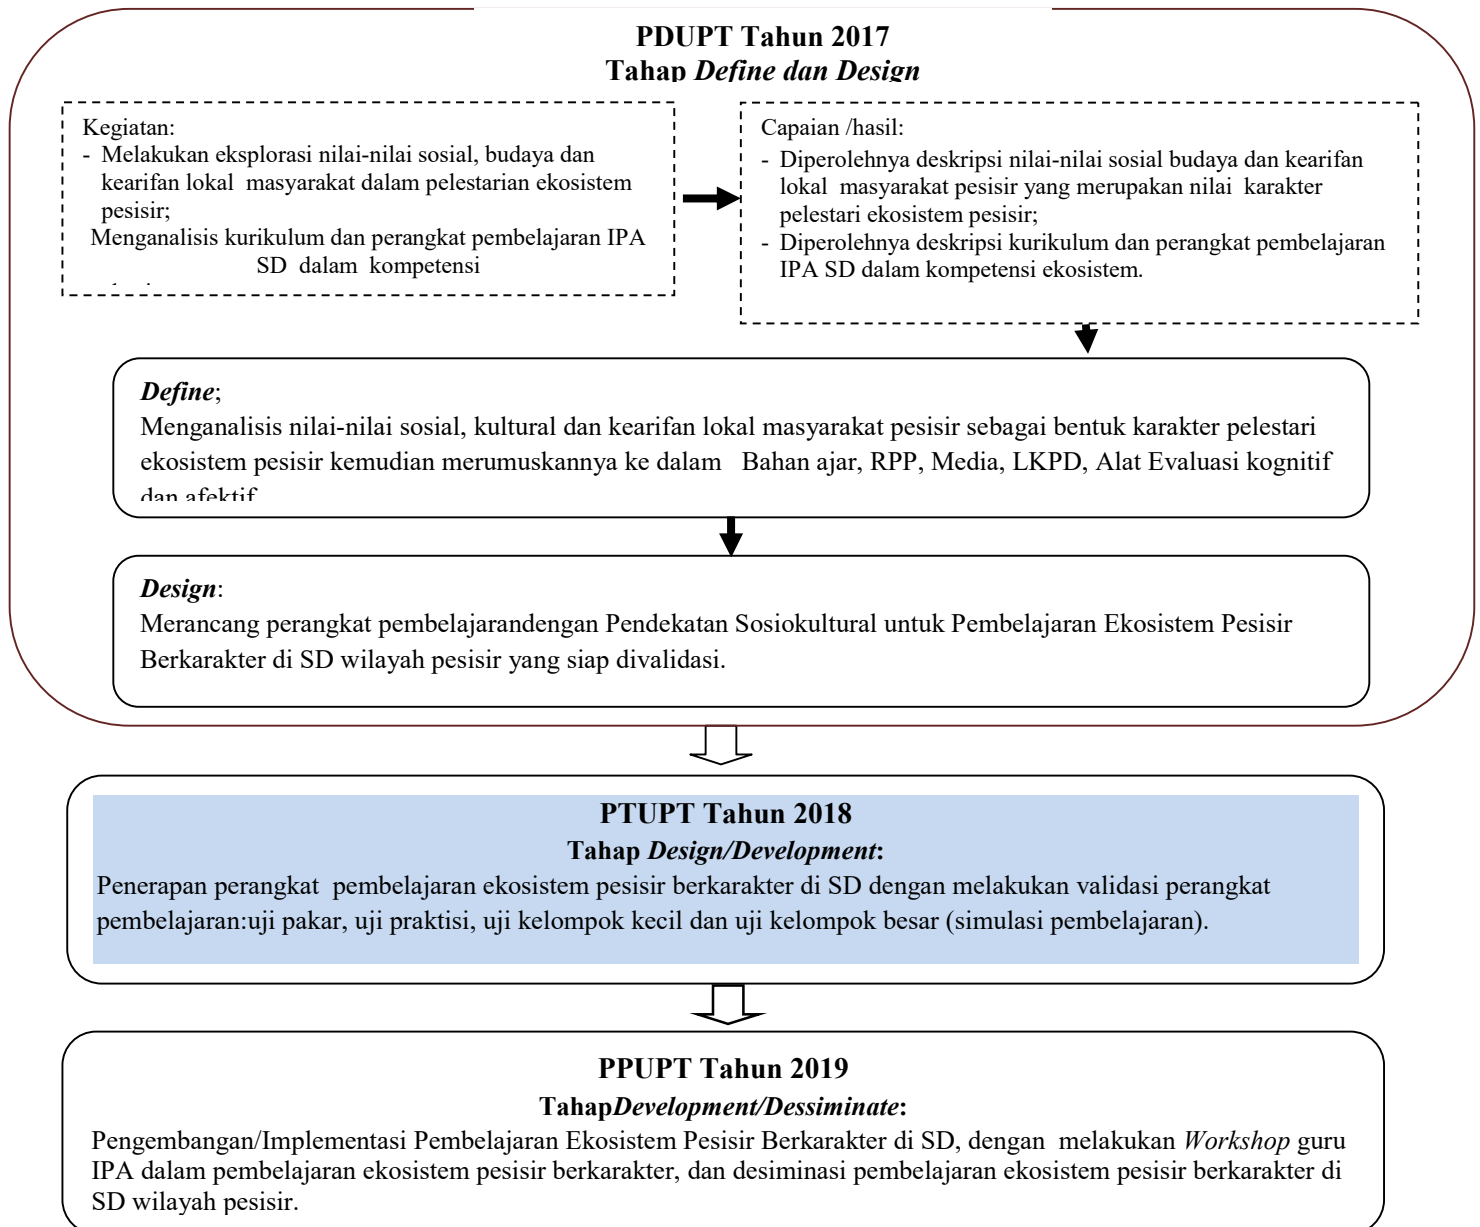 PDUPT Tahun 2017
Tahap Define dan Design
Kegiatan:
- Melakukan eksplorasi nilai-nilai sosial, budaya dan
kearifan lokal masyarakat dalam pelestarian ekosistem
pesisir;
Menganalisis kurikulum dan perangkat pembelajaran IPA
SD dalam kompetensi
Capaian /hasil:
- Diperolehnya deskripsi nilai-nilai sosial budaya dan kearifan
lokal masyarakat pesisir yang merupakan nilai karakter
pelestari ekosistem pesisir;
- Diperolehnya deskripsi kurikulum dan perangkat pembelajaran
IPA SD dalam kompetensi ekosistem.
Define;
Menganalisis nilai-nilai sosial, kultural dan kearifan lokal masyarakat pesisir sebagai bentuk karakter pelestari
ekosistem pesisir kemudian merumuskannya ke dalam Bahan ajar, RPP, Media, LKPD, Alat Evaluasi kognitif
dan afektif
Design:
Merancang perangkat pembelajarandengan Pendekatan Sosiokultural untuk Pembelajaran Ekosistem Pesisir
Berkarakter di SD wilayah pesisir yang siap divalidasi.
PTUPT Tahun 2018
Tahap Design/Development:
Penerapan perangkat pembelajaran ekosistem pesisir berkarakter di SD dengan melakukan validasi perangkat
pembelajaran:uji pakar, uji praktisi, uji kelompok kecil dan uji kelompok besar (simulasi pembelajaran).
PPUPT Tahun 2019
TahapDevelopment/Dessiminate:
Pengembangan/Implementasi Pembelajaran Ekosistem Pesisir Berkarakter di SD, dengan melakukan Workshop guru
IPA dalam pembelajaran ekosistem pesisir berkarakter, dan desiminasi pembelajaran ekosistem pesisir berkarakter di
SD wilayah pesisir.